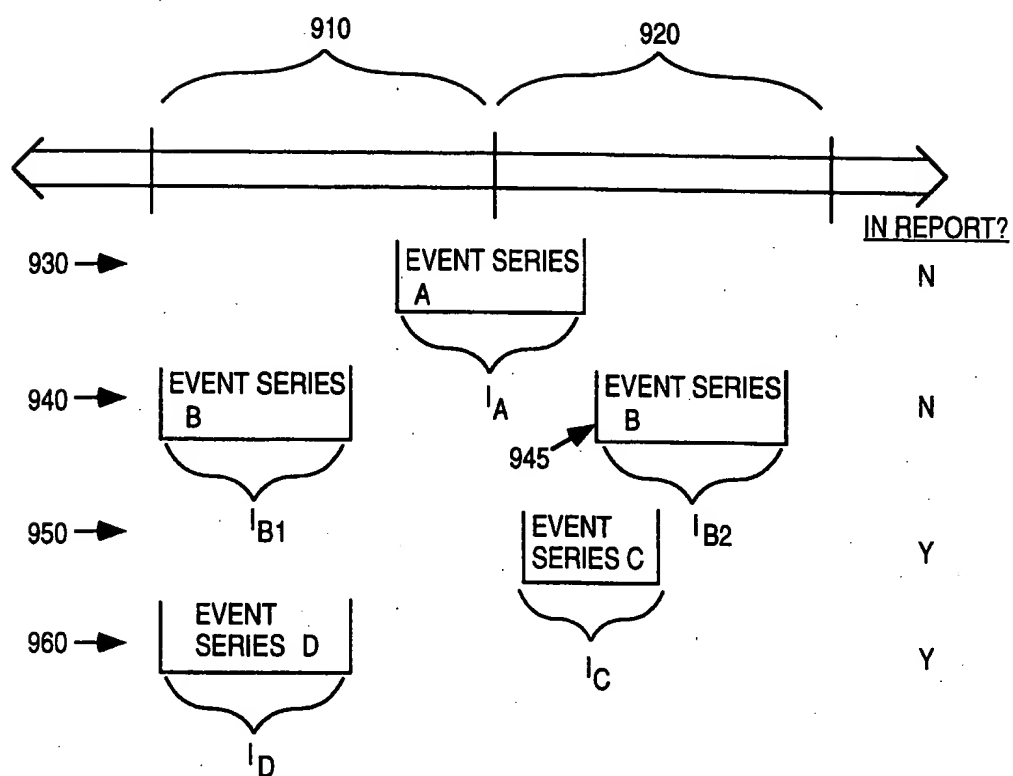 910
920
IN REPORT?
930
EVENT SERIES
A
N
I_A
940
EVENT SERIES
B
945
EVENT SERIES
B
N
I_B1
I_B2
950
EVENT
SERIES C
Y
I_C
960
EVENT
SERIES D
Y
I_D